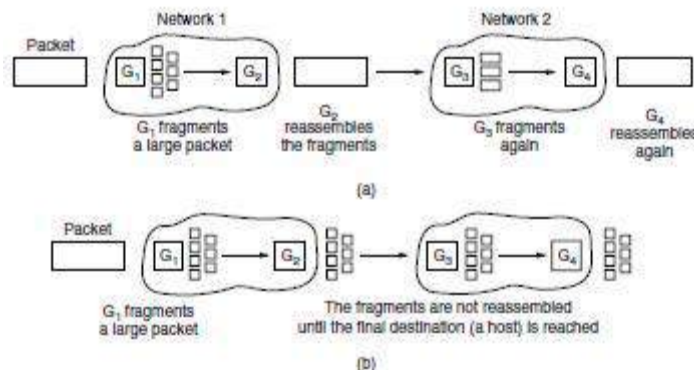 Network 1
Network 2
Packet
G1
G2
G3
G4
G1 fragments
a large packet
G2
reassembles
the fragments
G3 fragments
again
G4
reassembles
again
(a)
Packet
G1
G2
G3
G4
G1 fragments
a large packet
The fragments are not reassembled
until the final destination (a host) is reached
(b)